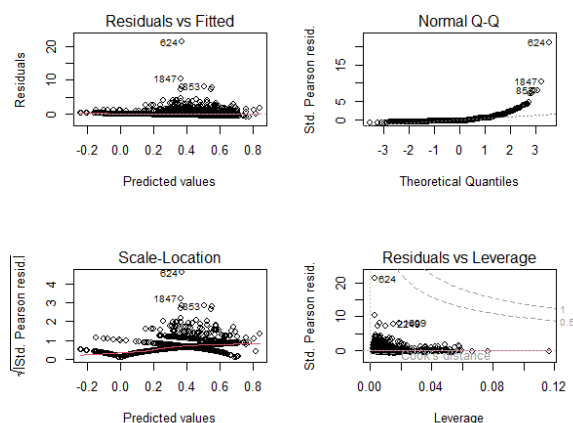 Residuals vs Fitted
Residuals
0 10 20
624
1847
853
-0.2 0.0 0.2 0.4 0.6 0.8
Predicted values
Normal Q-Q
Std. Pearson resid.
0 5 15
624
1847
-3 -2 -1 0 1 2 3
Theoretical Quantiles
Scale-Location
√|Std. Pearson resid.|
0 1 2 3 4
624
1847
853
-0.2 0.0 0.2 0.4 0.6 0.8
Predicted values
Residuals vs Leverage
Std. Pearson resid.
0 10 20
624
1
0.5
Cook's distance
0.00 0.04 0.08 0.12
Leverage